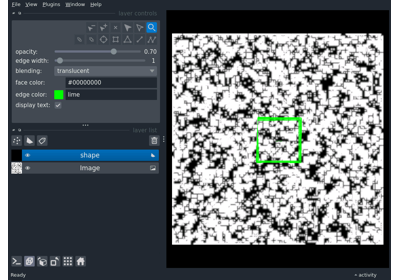 File View Plugins Window Help
layer controls
opacity: 0.70
edge width: 1
blending: translucent
face color: #00000000
edge color: lime
display text:
layer list
shape
Image
Ready
activity